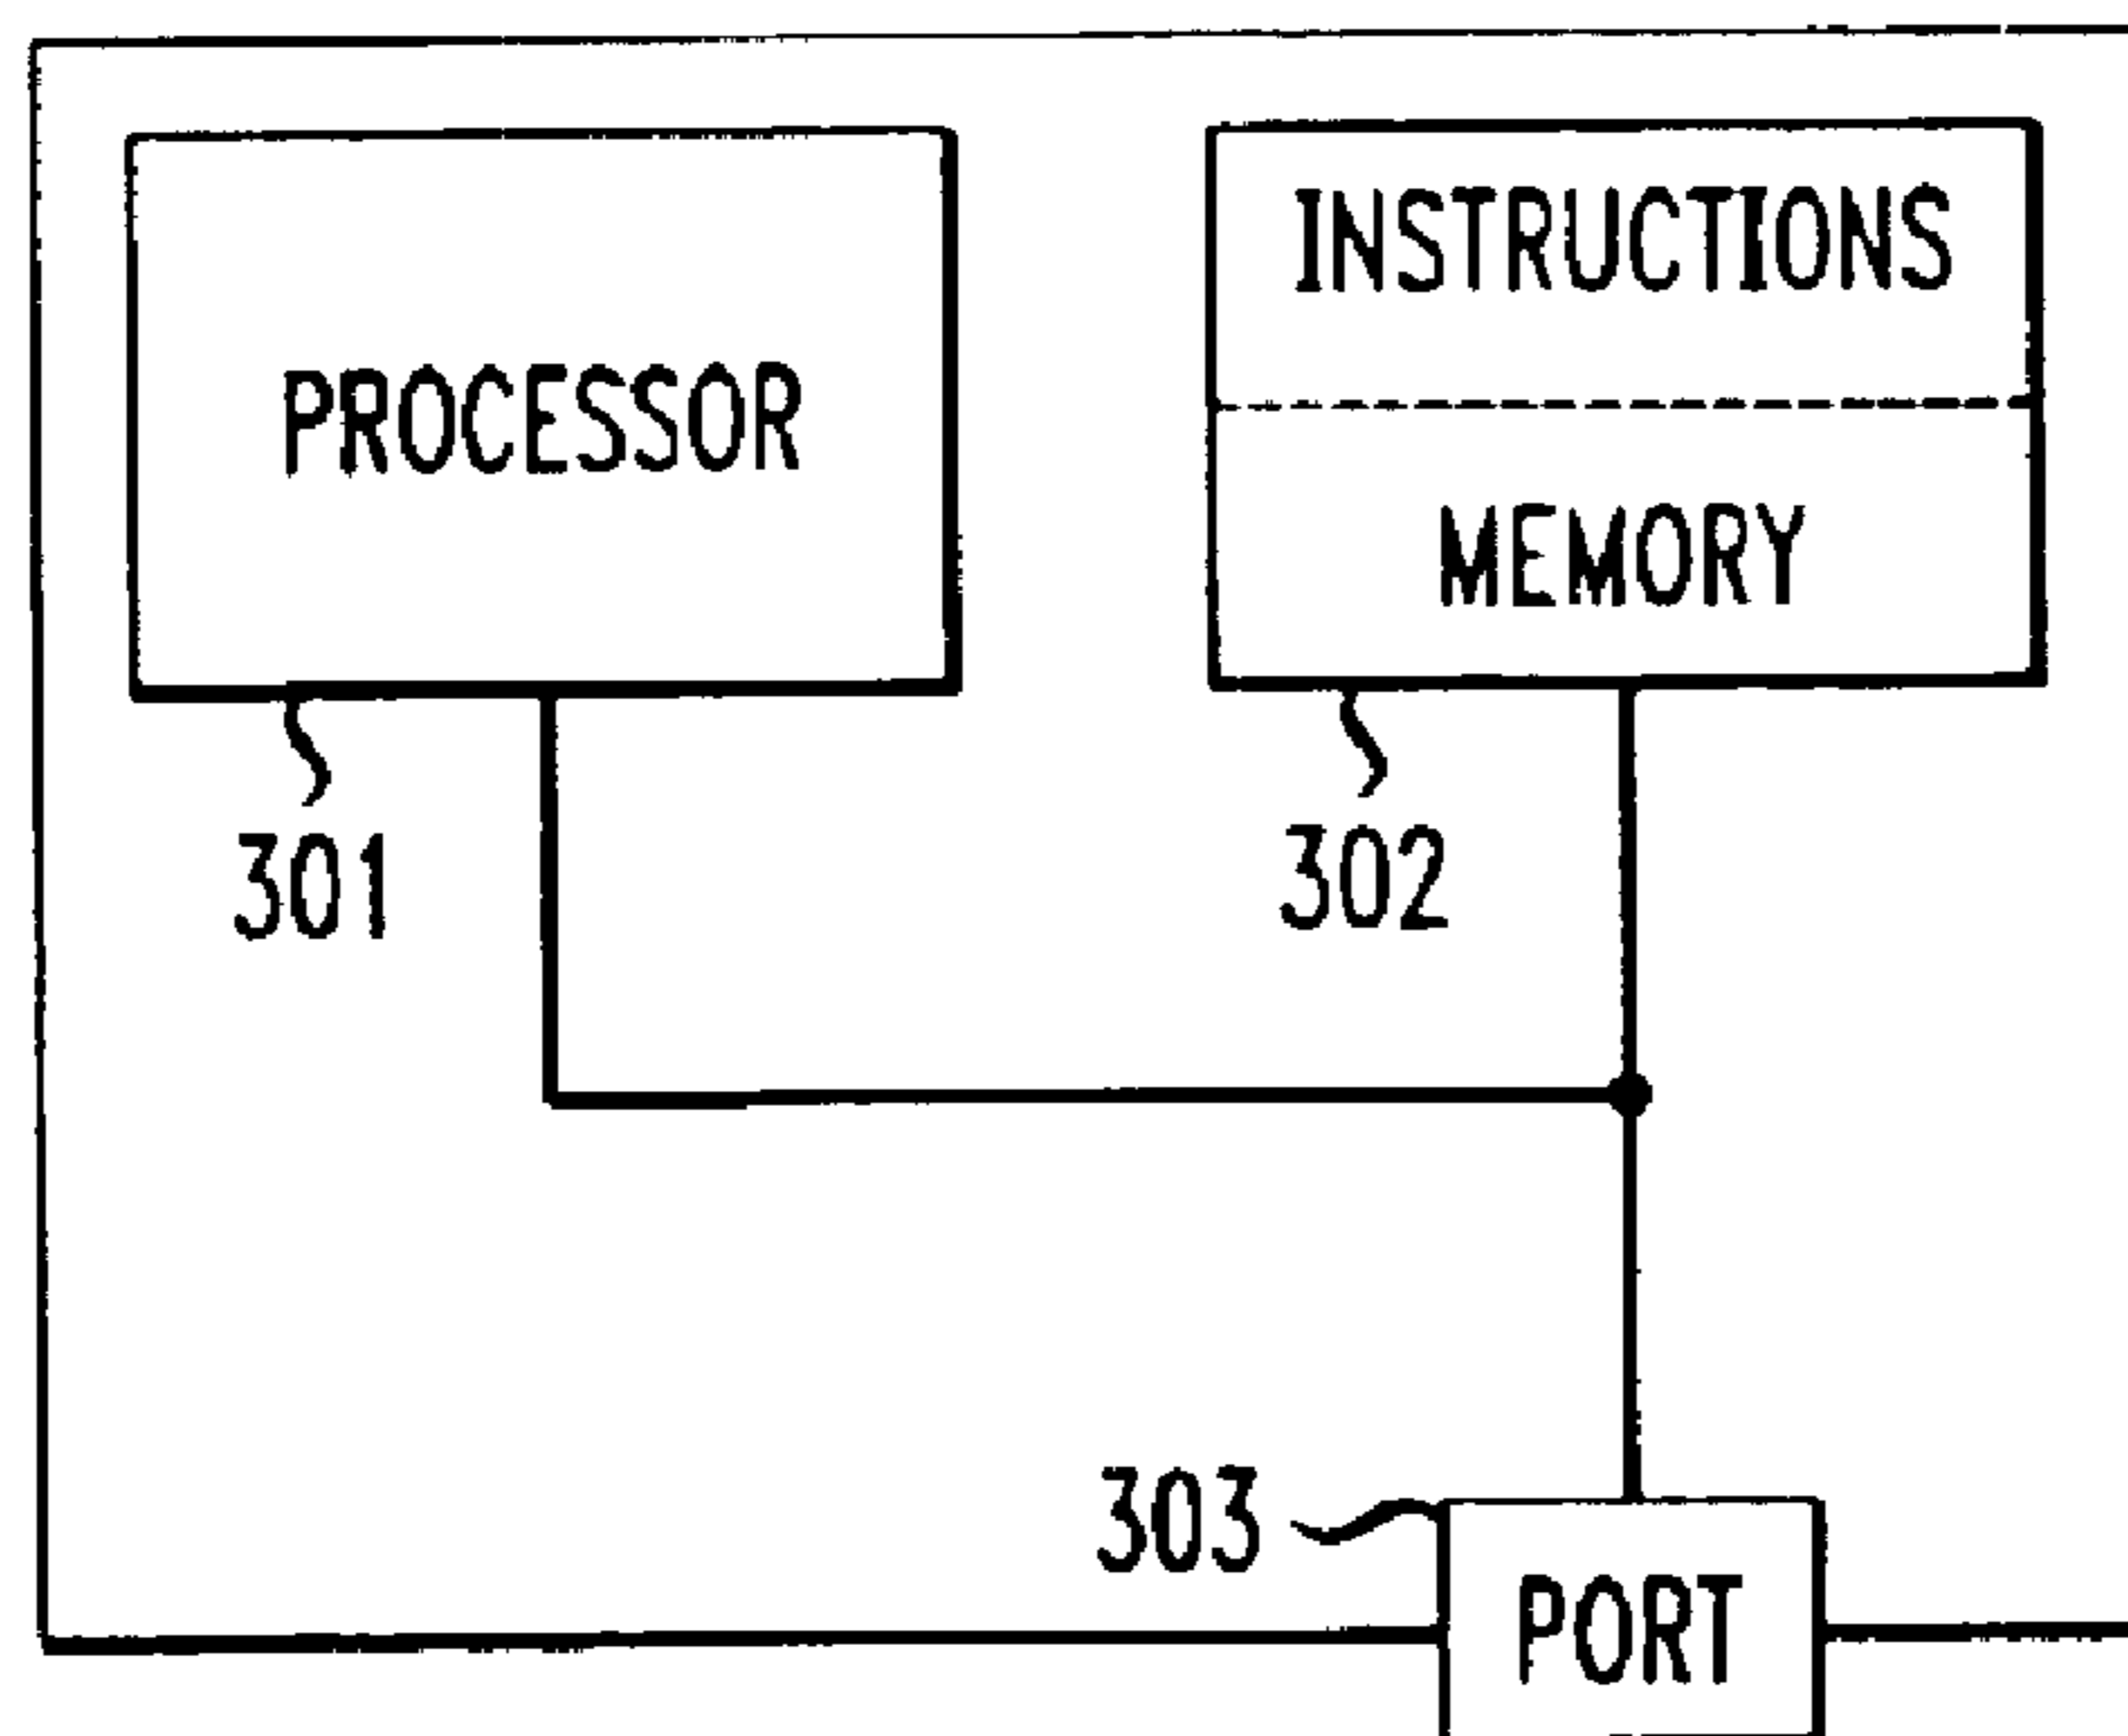 INSTRUCTIONS
PROCESSOR
MEMORY
301
302
303
PORT